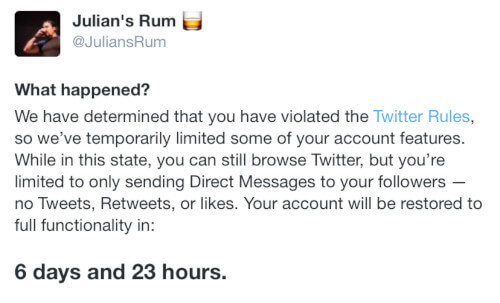 Julian's Rum 🥃
@JuliansRum
What happened?
We have determined that you have violated the Twitter Rules,
so we've temporarily limited some of your account features.
While in this state, you can still browse Twitter, but you're
limited to only sending Direct Messages to your followers —
no Tweets, Retweets, or likes. Your account will be restored to
full functionality in:
6 days and 23 hours.